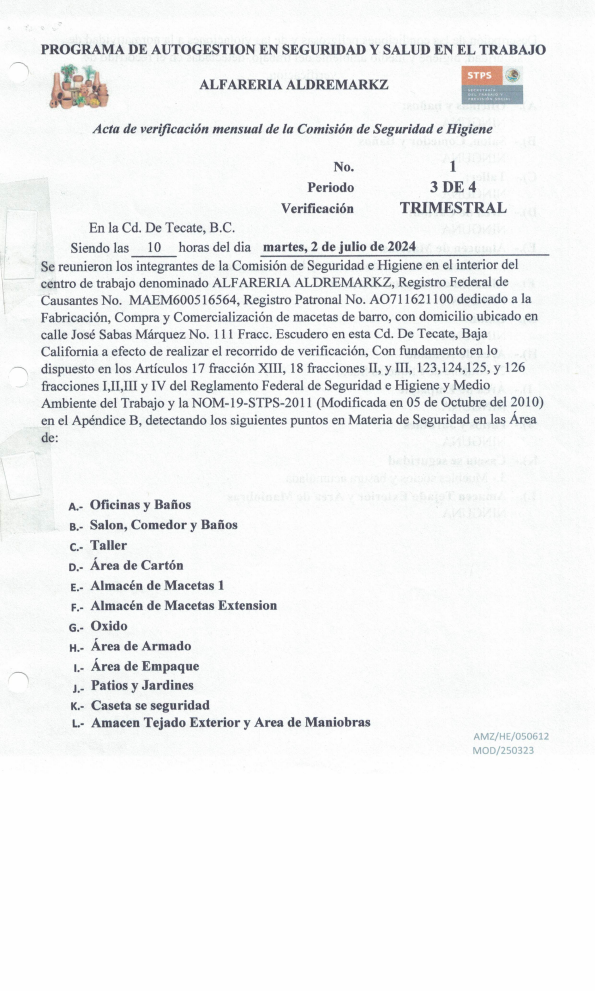 PROGRAMA DE AUTOGESTION EN SEGURIDAD Y SALUD EN EL TRABAJO
ALFARERIA ALDREMARKZ
STPS
Acta de verificación mensual de la Comisión de Seguridad e Higiene
No. 1
Periodo 3 DE 4
Verificación TRIMESTRAL
En la Cd. De Tecate, B.C.
Siendo las 10 horas del dia martes, 2 de julio de 2024
Se reunieron los integrantes de la Comisión de Seguridad e Higiene en el interior del
centro de trabajo denominado ALFARERIA ALDREMARKZ, Registro Federal de
Causantes No. MAEM600516564, Registro Patronal No. AO711621100 dedicado a la
Fabricación, Compra y Comercialización de macetas de barro, con domicilio ubicado en
calle José Sabas Márquez No. 111 Fracc. Escudero en esta Cd. De Tecate, Baja
California a efecto de realizar el recorrido de verificación, Con fundamento en lo
dispuesto en los Artículos 17 fracción XIII, 18 fracciones II, y III, 123,124,125, y 126
fracciones I,II,III y IV del Reglamento Federal de Seguridad e Higiene y Medio
Ambiente del Trabajo y la NOM-19-STPS-2011 (Modificada en 05 de Octubre del 2010)
en el Apéndice B, detectando los siguientes puntos en Materia de Seguridad en las Área
de:
A.- Oficinas y Baños
B.- Salon, Comedor y Baños
C.- Taller
D.- Área de Cartón
E.- Almacén de Macetas 1
F.- Almacén de Macetas Extension
G.- Oxido
H.- Área de Armado
I.- Área de Empaque
J.- Patios y Jardines
K.- Caseta se seguridad
L.- Amacen Tejado Exterior y Area de Maniobras
AMZ/HE/050612
MOD/250323